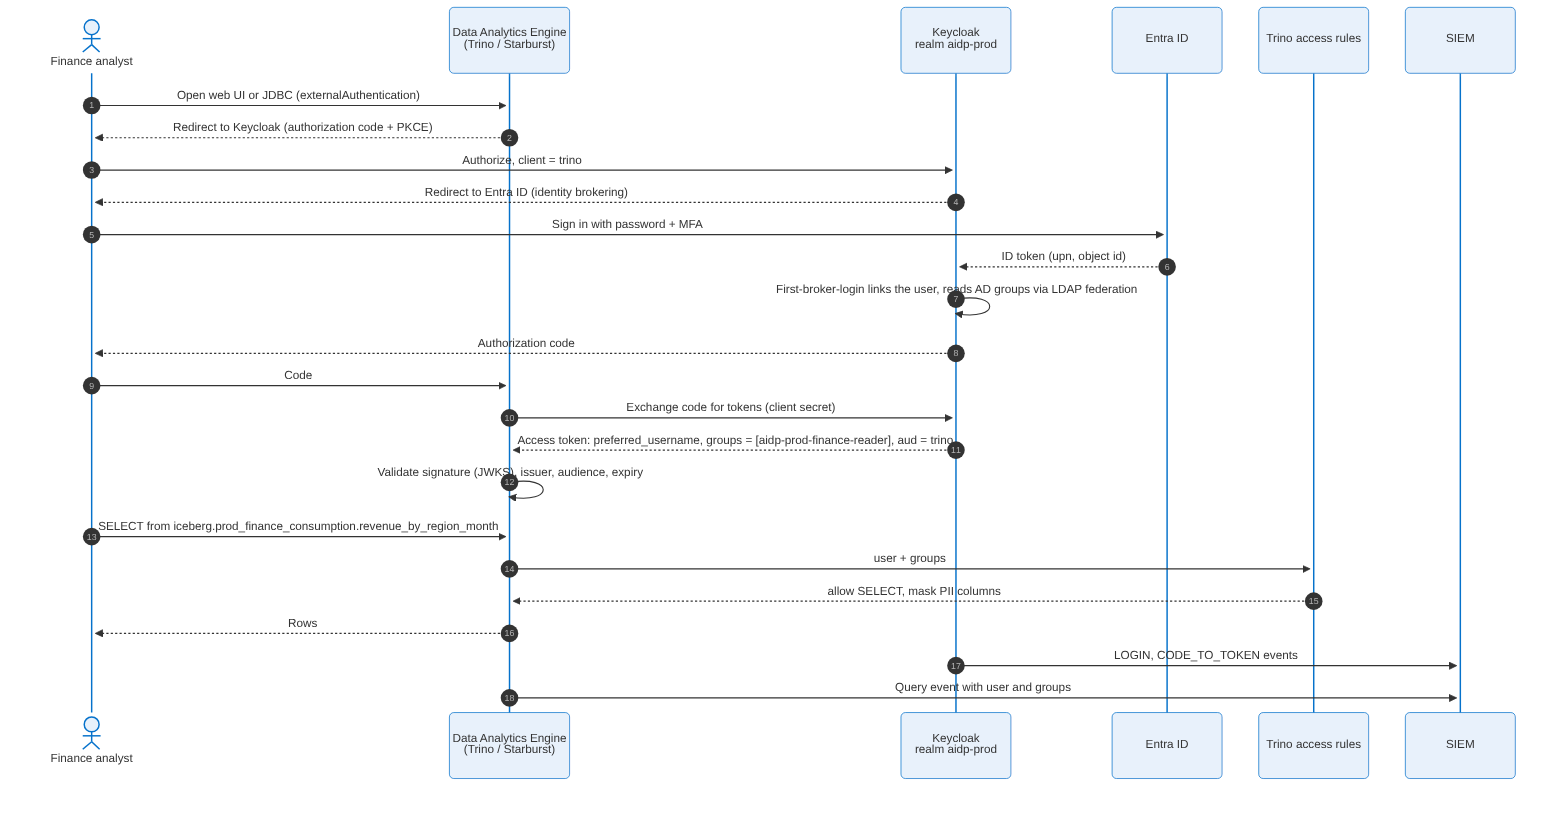 Finance analyst
Data Analytics Engine
(Trino / Starburst)
Keycloak
realm aidp-prod
Entra ID
Trino access rules
SIEM
1
Open web UI or JDBC (externalAuthentication)
Redirect to Keycloak (authorization code + PKCE)
2
3
Authorize, client = trino
Redirect to Entra ID (identity brokering)
4
5
Sign in with password + MFA
ID token (upn, object id)
6
First-broker-login links the user, reads AD groups via LDAP federation
7
Authorization code
8
9
Code
10
Exchange code for tokens (client secret)
Access token: preferred_username, groups = [aidp-prod-finance-reader], aud = trino
11
Validate signature (JWKS), issuer, audience, expiry
12
13
SELECT from iceberg.prod_finance_consumption.revenue_by_region_month
14
user + groups
allow SELECT, mask PII columns
15
Rows
16
17
LOGIN, CODE_TO_TOKEN events
18
Query event with user and groups
Finance analyst
Data Analytics Engine
(Trino / Starburst)
Keycloak
realm aidp-prod
Entra ID
Trino access rules
SIEM